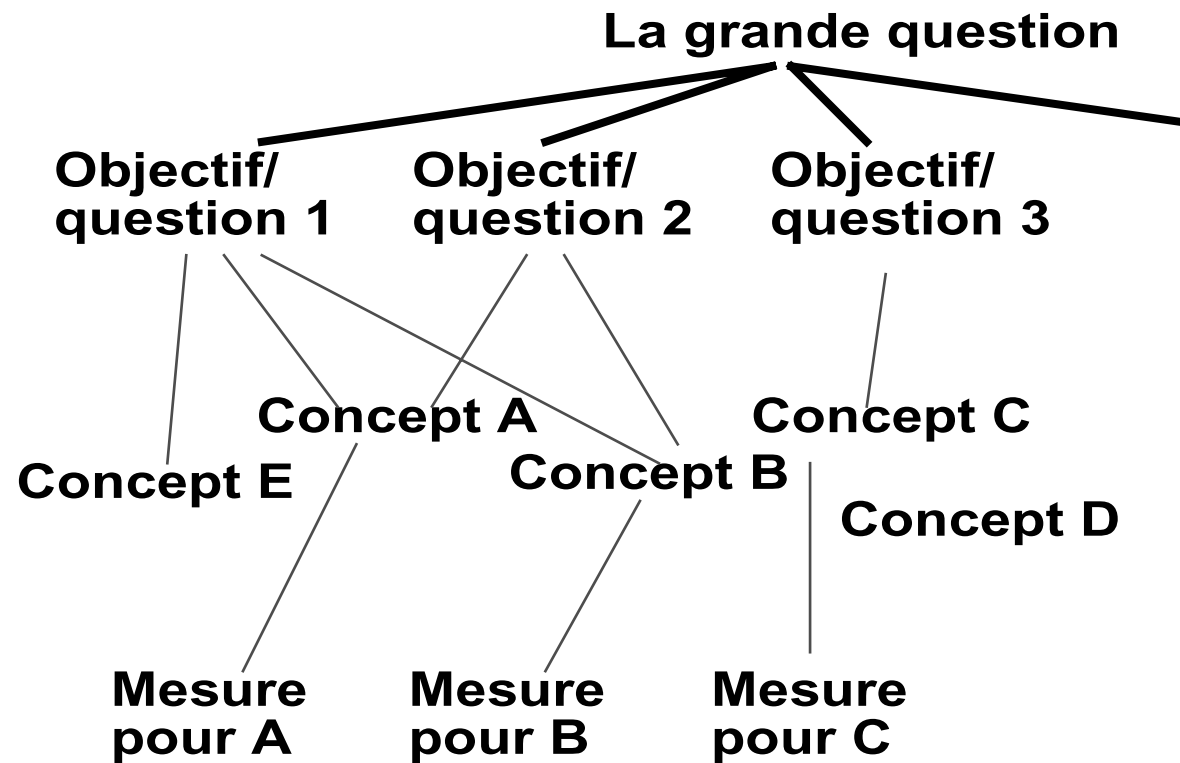 La grande question
Objectif/
question 1
Objectif/
question 2
Objectif/
question 3
Concept A
Concept C
Concept E
Concept B
Concept D
Mesure
pour A
Mesure
pour B
Mesure
pour C